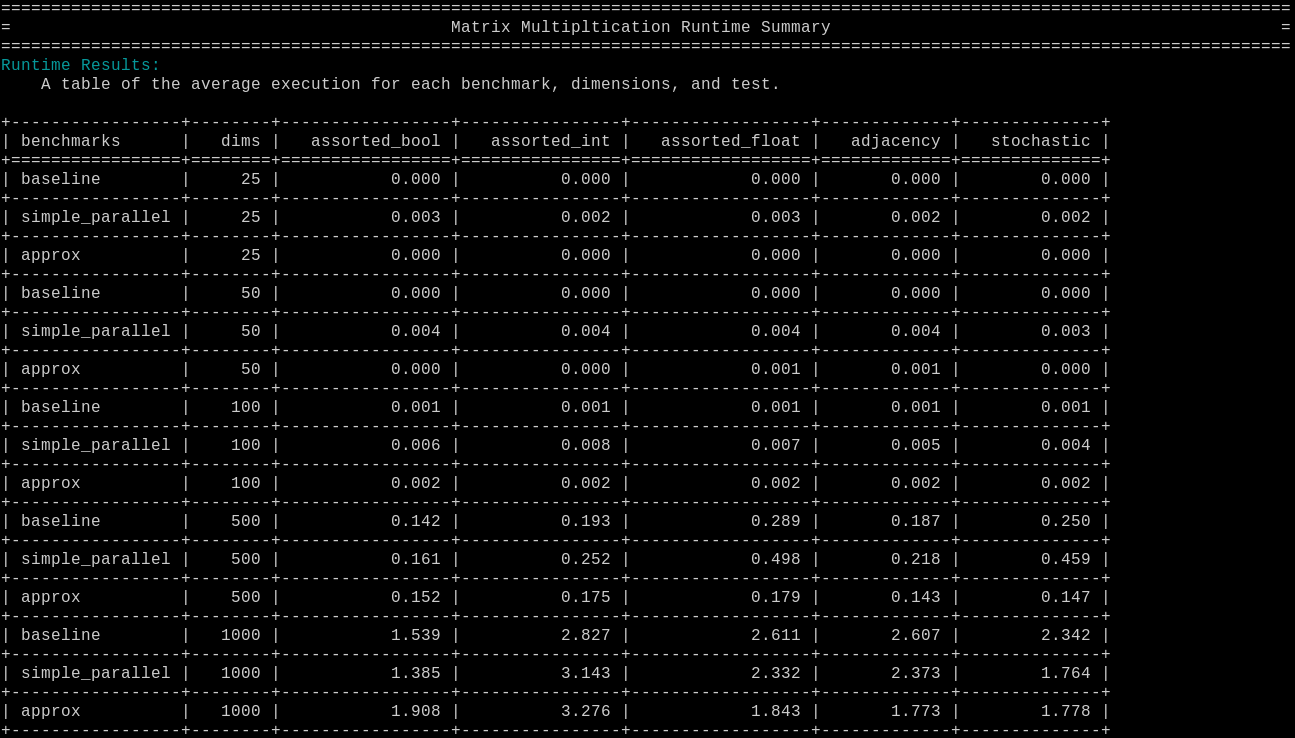 =================================================================================================================================
=                                            Matrix Multipltication Runtime Summary                                             =
=================================================================================================================================
Runtime Results:
    A table of the average execution for each benchmark, dimensions, and test.

+-----------------+--------+-----------------+----------------+------------------+-------------+--------------+
| benchmarks      |   dims |   assorted_bool |   assorted_int |   assorted_float |   adjacency |   stochastic |
+=================+========+=================+================+==================+=============+==============+
| baseline        |     25 |           0.000 |          0.000 |            0.000 |       0.000 |        0.000 |
+-----------------+--------+-----------------+----------------+------------------+-------------+--------------+
| simple_parallel |     25 |           0.003 |          0.002 |            0.003 |       0.002 |        0.002 |
+-----------------+--------+-----------------+----------------+------------------+-------------+--------------+
| approx          |     25 |           0.000 |          0.000 |            0.000 |       0.000 |        0.000 |
+-----------------+--------+-----------------+----------------+------------------+-------------+--------------+
| baseline        |     50 |           0.000 |          0.000 |            0.000 |       0.000 |        0.000 |
+-----------------+--------+-----------------+----------------+------------------+-------------+--------------+
| simple_parallel |     50 |           0.004 |          0.004 |            0.004 |       0.004 |        0.003 |
+-----------------+--------+-----------------+----------------+------------------+-------------+--------------+
| approx          |     50 |           0.000 |          0.000 |            0.001 |       0.001 |        0.000 |
+-----------------+--------+-----------------+----------------+------------------+-------------+--------------+
| baseline        |    100 |           0.001 |          0.001 |            0.001 |       0.001 |        0.001 |
+-----------------+--------+-----------------+----------------+------------------+-------------+--------------+
| simple_parallel |    100 |           0.006 |          0.008 |            0.007 |       0.005 |        0.004 |
+-----------------+--------+-----------------+----------------+------------------+-------------+--------------+
| approx          |    100 |           0.002 |          0.002 |            0.002 |       0.002 |        0.002 |
+-----------------+--------+-----------------+----------------+------------------+-------------+--------------+
| baseline        |    500 |           0.142 |          0.193 |            0.289 |       0.187 |        0.250 |
+-----------------+--------+-----------------+----------------+------------------+-------------+--------------+
| simple_parallel |    500 |           0.161 |          0.252 |            0.498 |       0.218 |        0.459 |
+-----------------+--------+-----------------+----------------+------------------+-------------+--------------+
| approx          |    500 |           0.152 |          0.175 |            0.179 |       0.143 |        0.147 |
+-----------------+--------+-----------------+----------------+------------------+-------------+--------------+
| baseline        |   1000 |           1.539 |          2.827 |            2.611 |       2.607 |        2.342 |
+-----------------+--------+-----------------+----------------+------------------+-------------+--------------+
| simple_parallel |   1000 |           1.385 |          3.143 |            2.332 |       2.373 |        1.764 |
+-----------------+--------+-----------------+----------------+------------------+-------------+--------------+
| approx          |   1000 |           1.908 |          3.276 |            1.843 |       1.773 |        1.778 |
+-----------------+--------+-----------------+----------------+------------------+-------------+--------------+